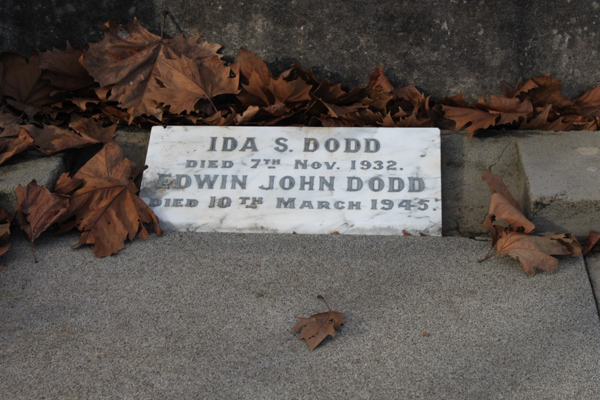 IDA S. DODD
DIED 7TH NOV. 1932.
EDWIN JOHN DODD
DIED 10TH MARCH 1945.